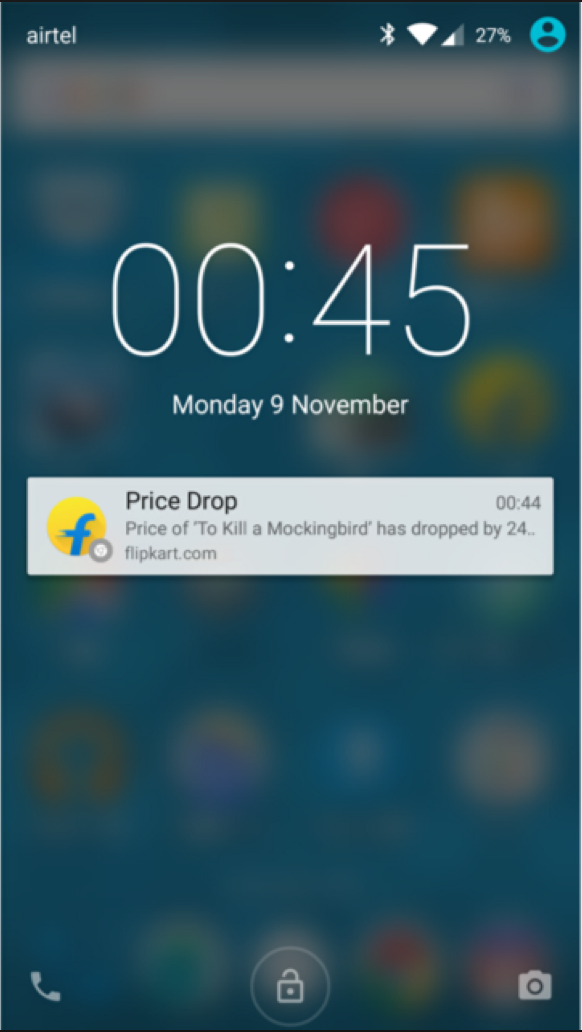 airtel 27%
00:45
Monday 9 November
Price Drop 00:44
Price of 'To Kill a Mockingbird' has dropped by 24..
flipkart.com